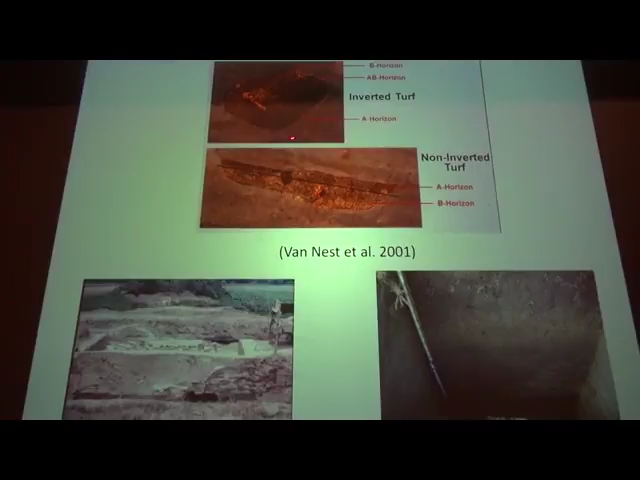 B-Horizon
AB-Horizon
Inverted Turf
A-Horizon
Non-Inverted
Turf
A-Horizon
B-Horizon
(Van Nest et al. 2001)